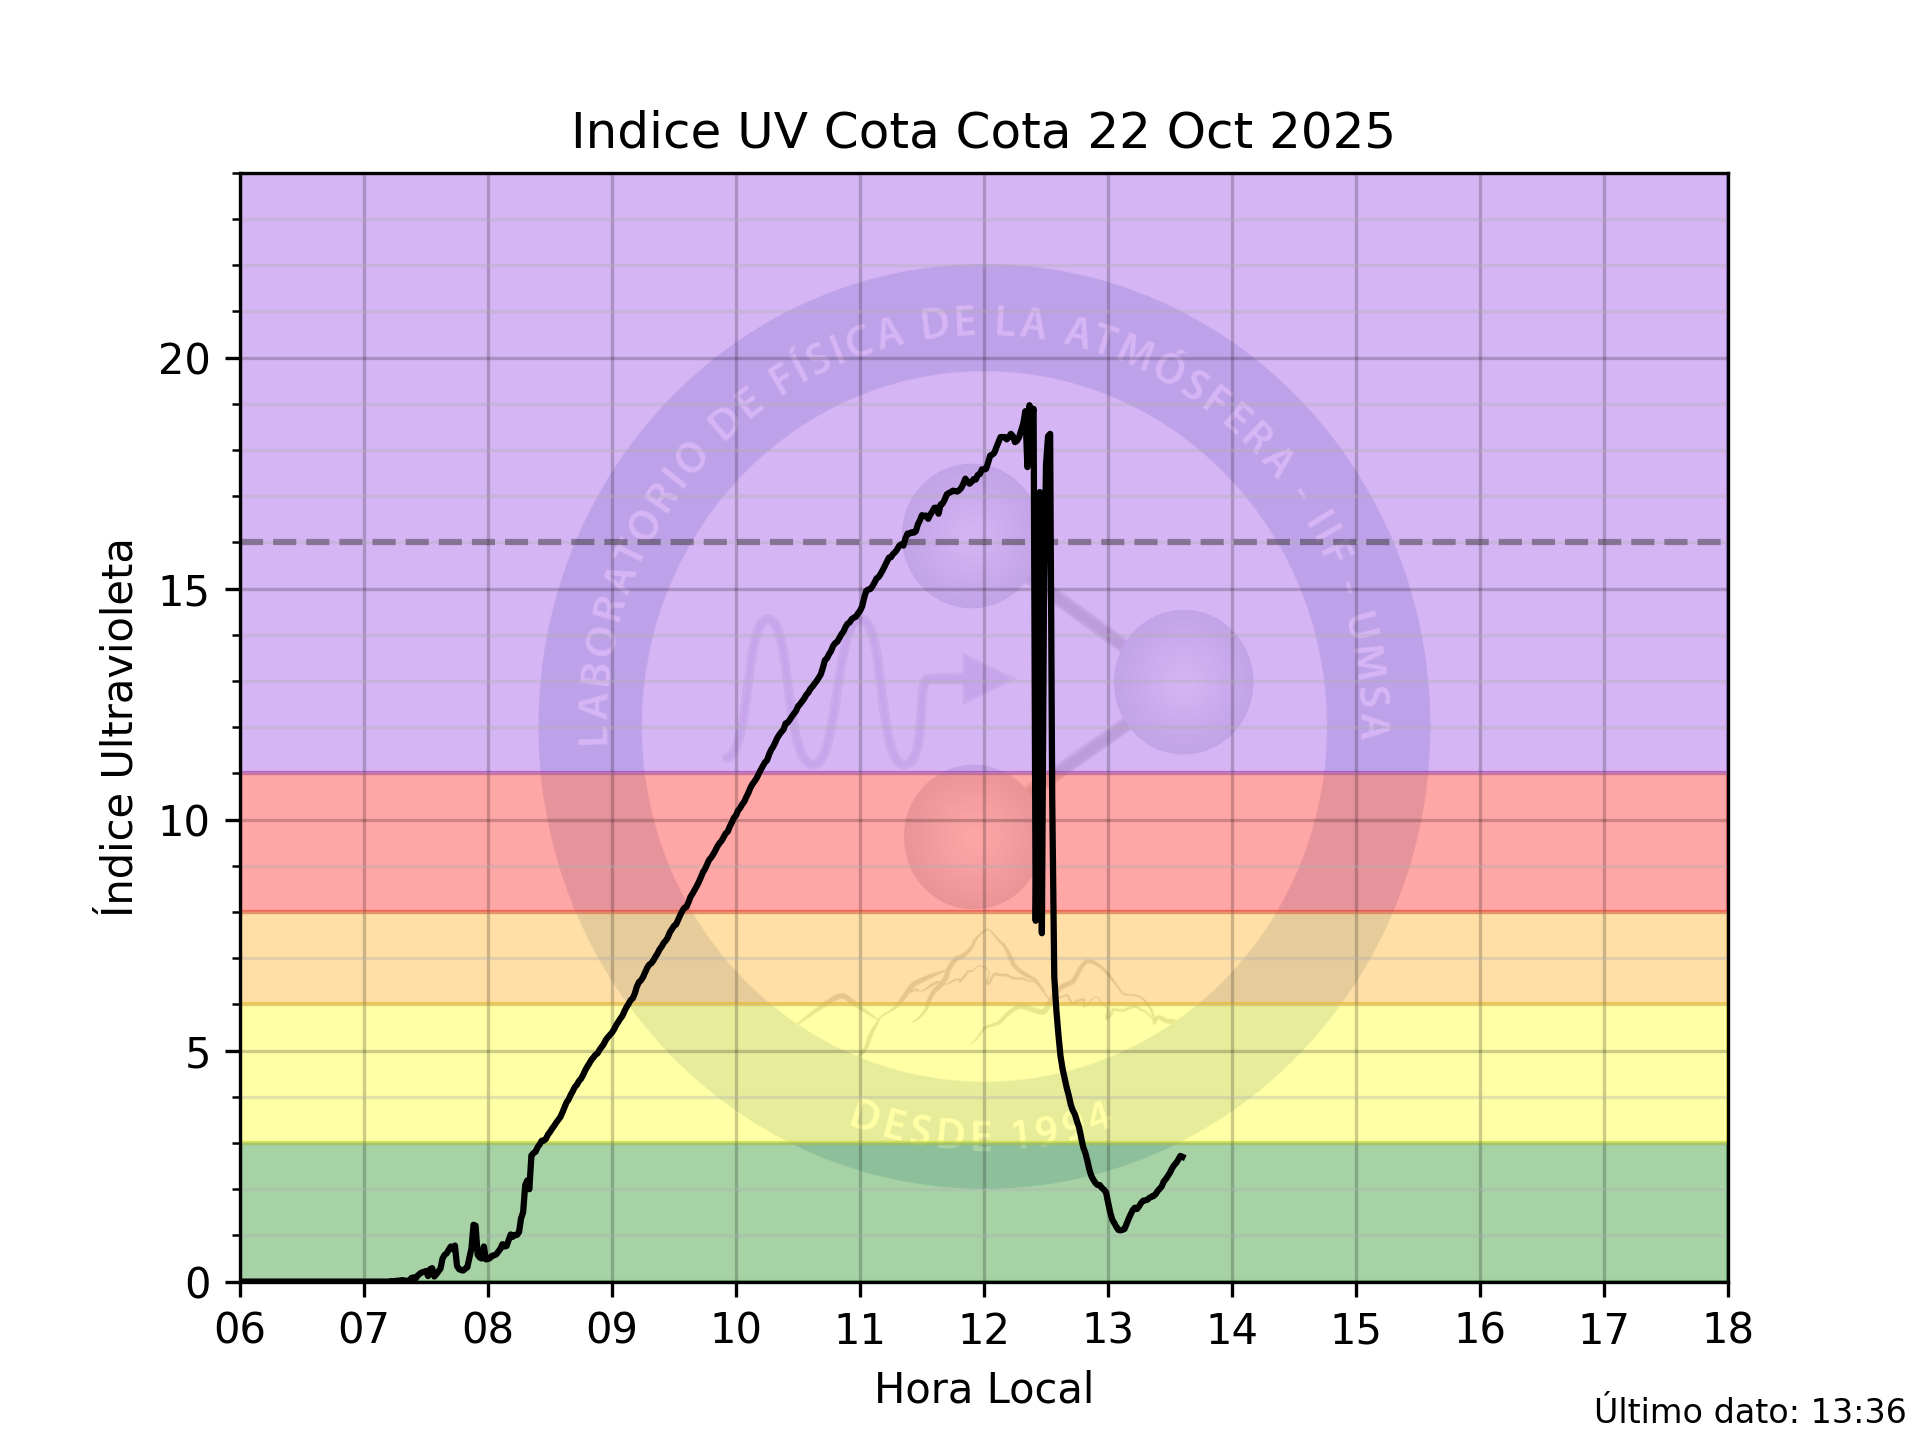 Indice UV Cota Cota 22 Oct 2025
LABORATORIO DE FÍSICA DE LA ATMÓSFERA - IIF - UMSA
DESDE 1994
Índice Ultravioleta
20
15
10
5
0
06 07 08 09 10 11 12 13 14 15 16 17 18
Hora Local
Último dato: 13:36